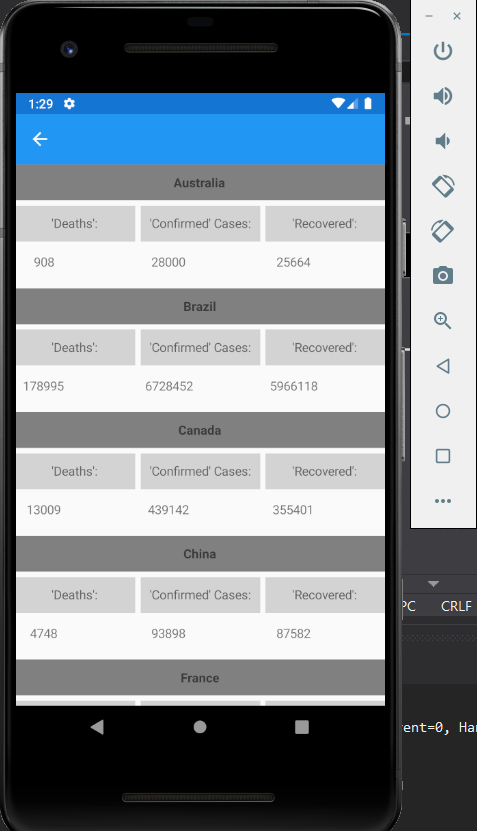 1:29
Australia
'Deaths': 'Confirmed' Cases: 'Recovered':
908 28000 25664
Brazil
'Deaths': 'Confirmed' Cases: 'Recovered':
178995 6728452 5966118
Canada
'Deaths': 'Confirmed' Cases: 'Recovered':
13009 439142 355401
China
'Deaths': 'Confirmed' Cases: 'Recovered':
4748 93898 87582
PC CRLF
France
rent=0, Har